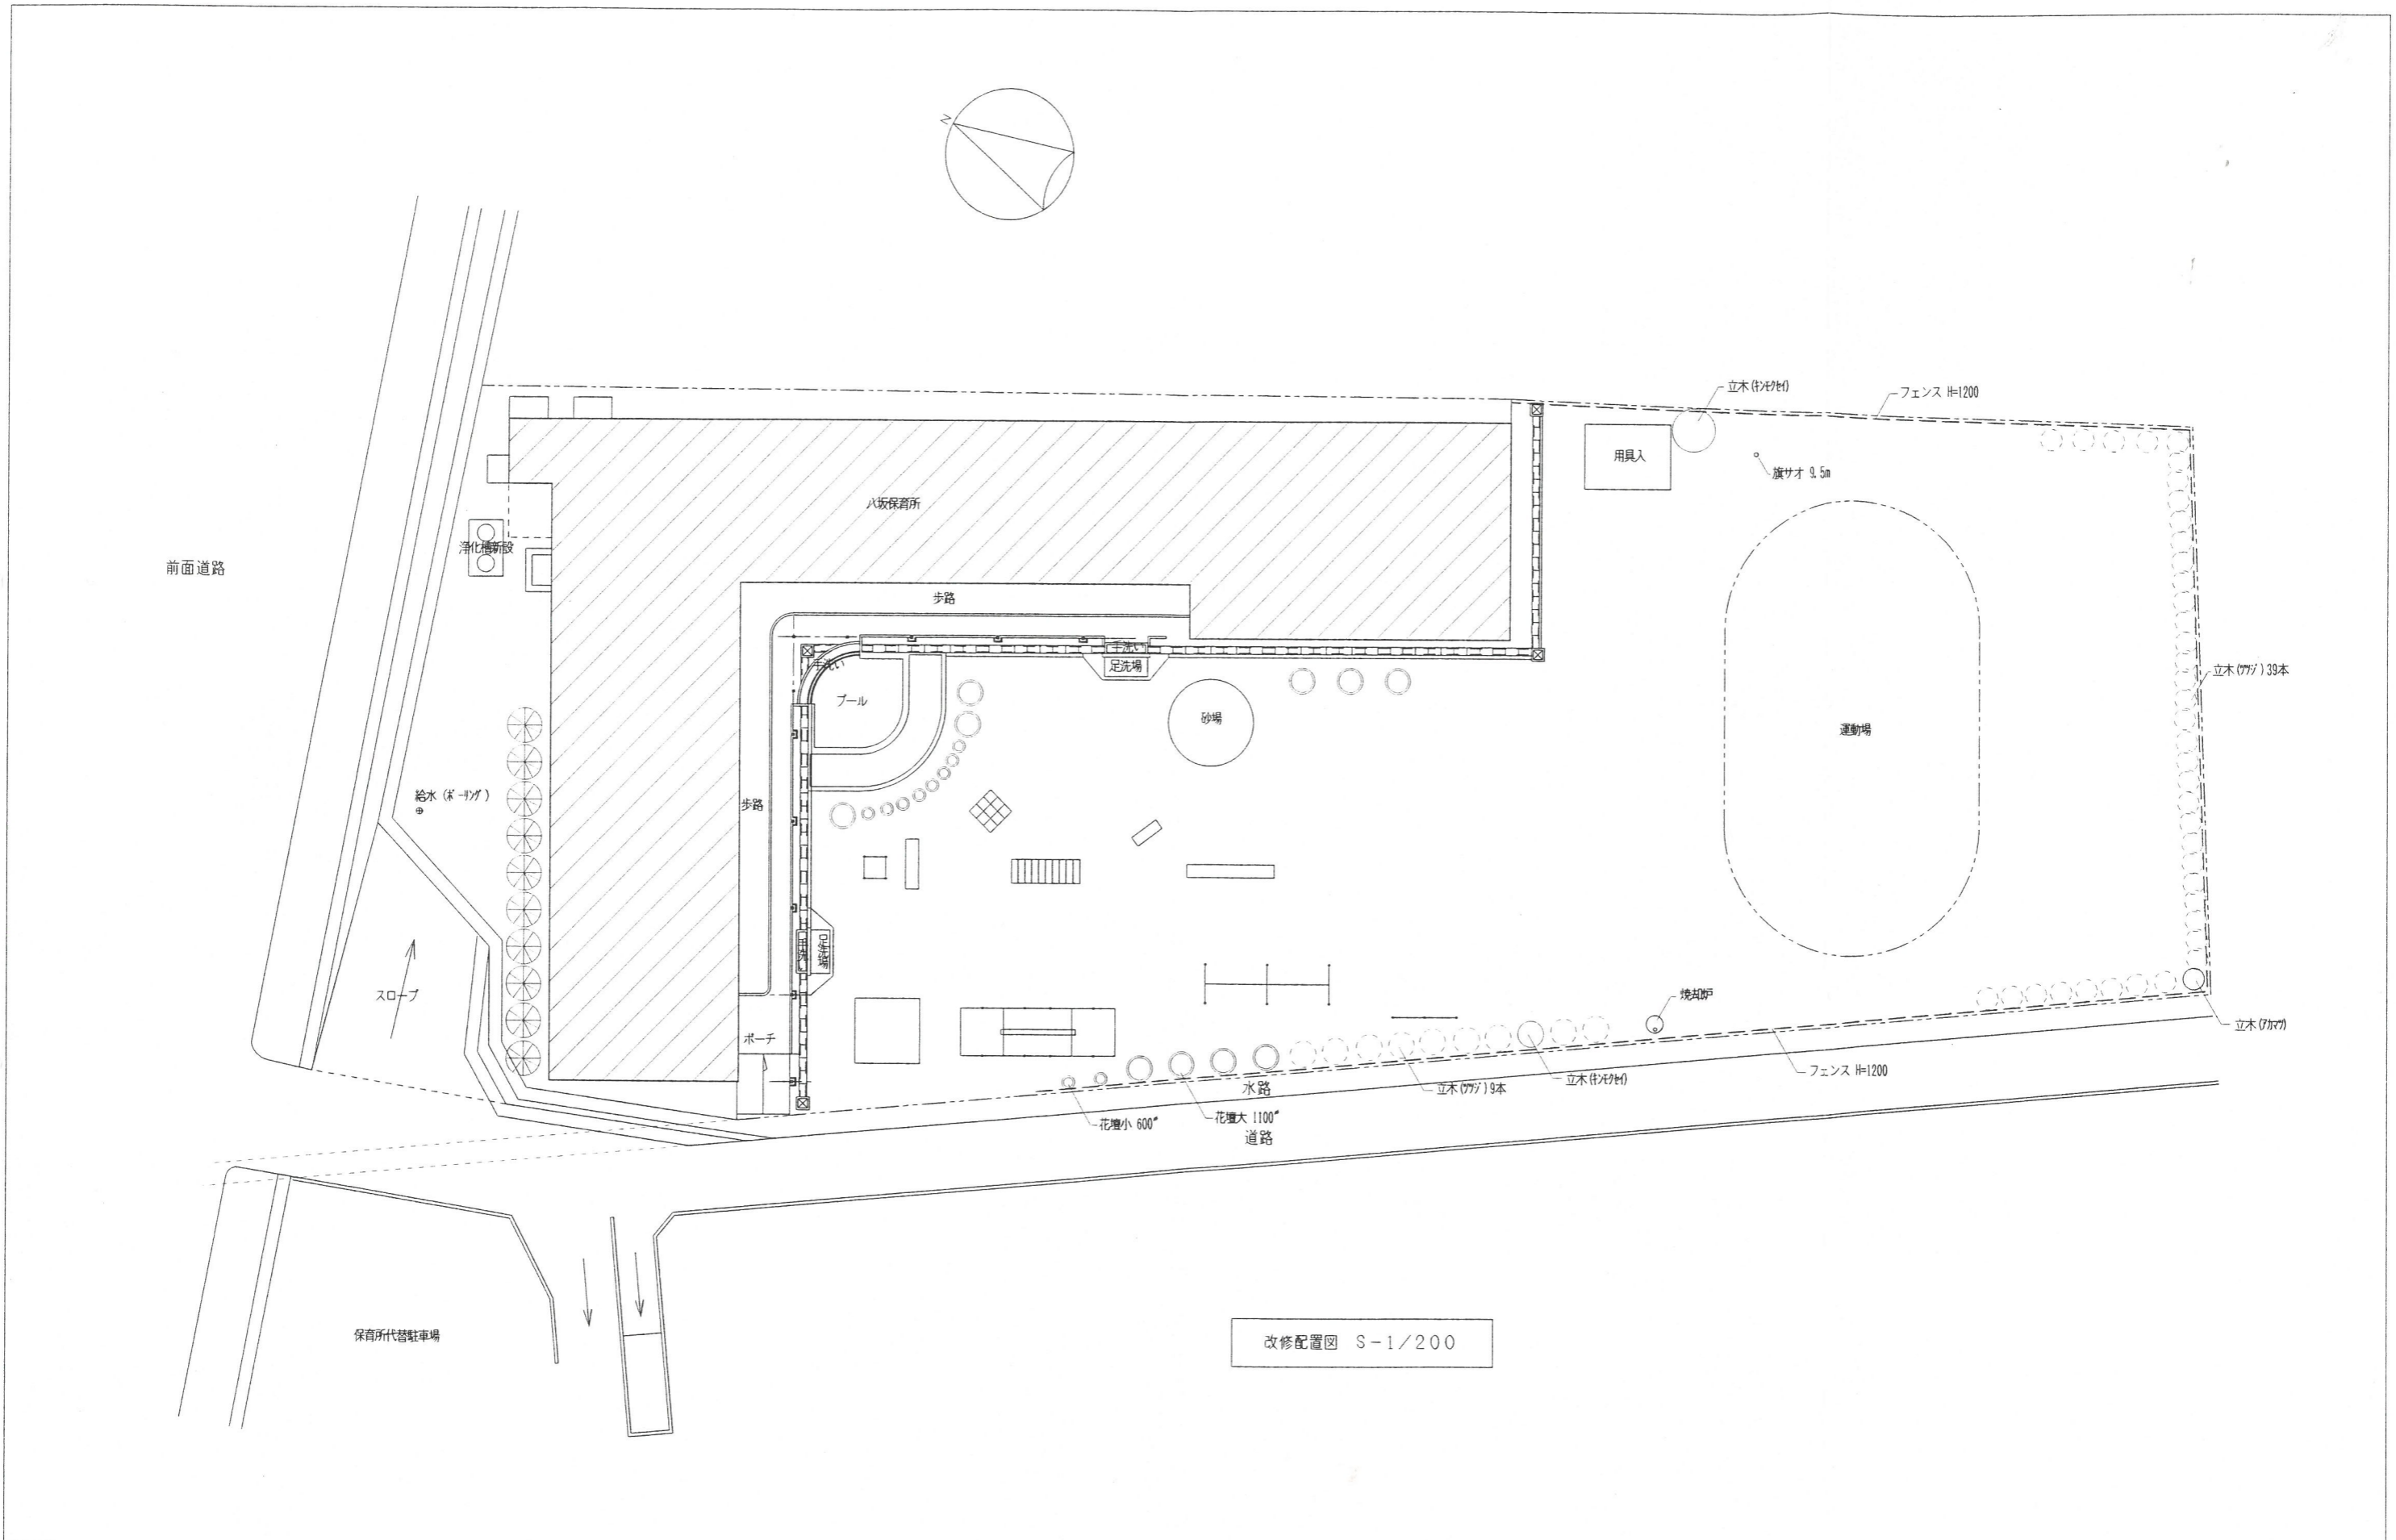 N
立木(ｷﾝﾓｸｾｲ)
フェンス H=1200
用具入
旗サオ 9.5m
八坂保育所
浄化槽新設
前面道路
歩路
手洗い
足洗場
手洗い
プール
砂場
運動場
立木(ﾂﾂｼﾞ)39本
給水(ﾎﾞｰﾘﾝｸﾞ)
歩路
手洗い
足洗場
スロープ
ポーチ
焼却炉
立木(ｱｶﾏﾂ)
フェンス H=1200
立木(ｷﾝﾓｸｾｲ)
立木(ﾂﾂｼﾞ)9本
水路
花壇大 1100φ
花壇小 600φ
道路
保育所代替駐車場
改修配置図 S-1/200